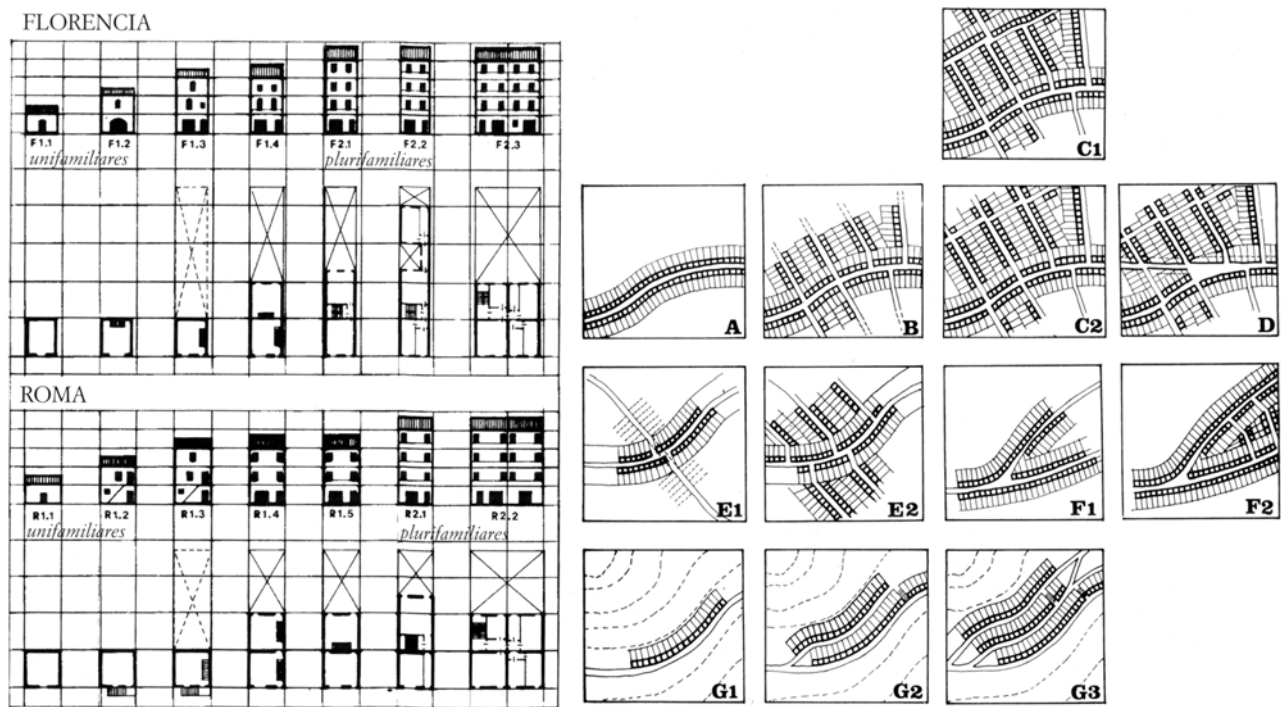 FLORENCIA
F1.1 F1.2 F1.3 F1.4 F2.1 F2.2 F2.3
unifamiliares plurifamiliares
ROMA
R1.1 R1.2 R1.3 R1.4 R1.5 R2.1 R2.2
unifamiliares plurifamiliares
C1
A B C2 D
E1 E2 F1 F2
G1 G2 G3